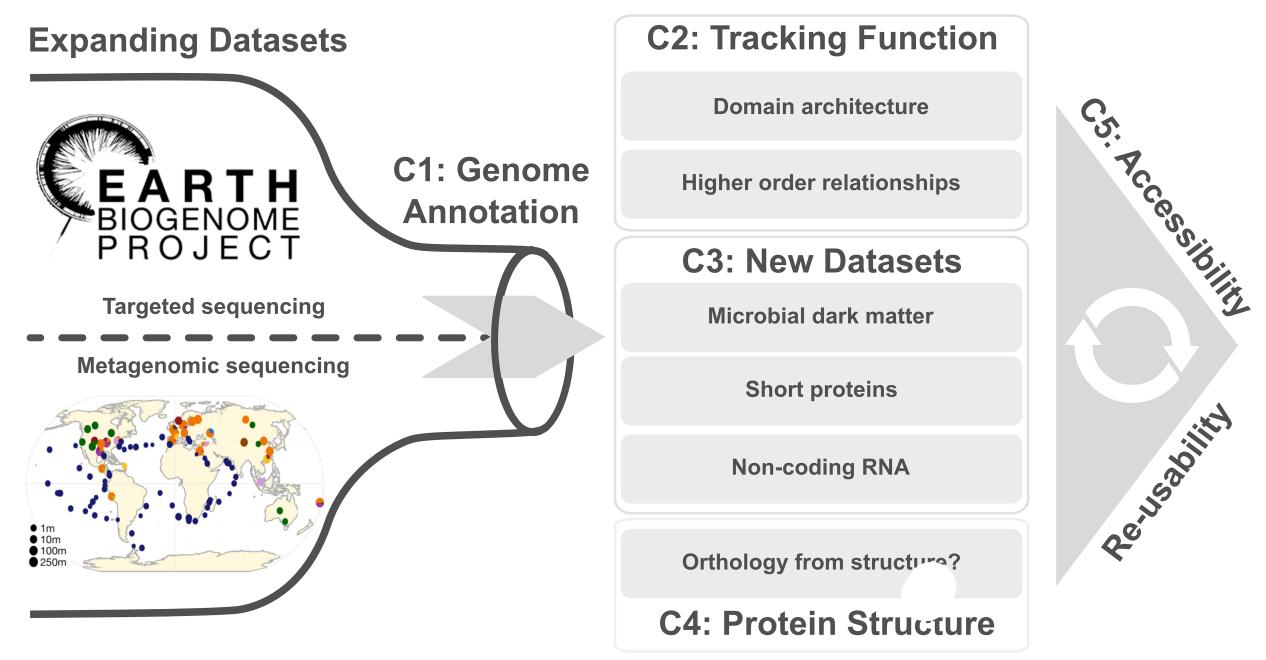 Expanding Datasets
EARTH
BIOGENOME
PROJECT
Targeted sequencing
Metagenomic sequencing
1m
10m
100m
250m
C1: Genome
Annotation
C2: Tracking Function
Domain architecture
Higher order relationships
C3: New Datasets
Microbial dark matter
Short proteins
Non-coding RNA
Orthology from structure?
C4: Protein Structure
C5: Accessibility
Re-usability